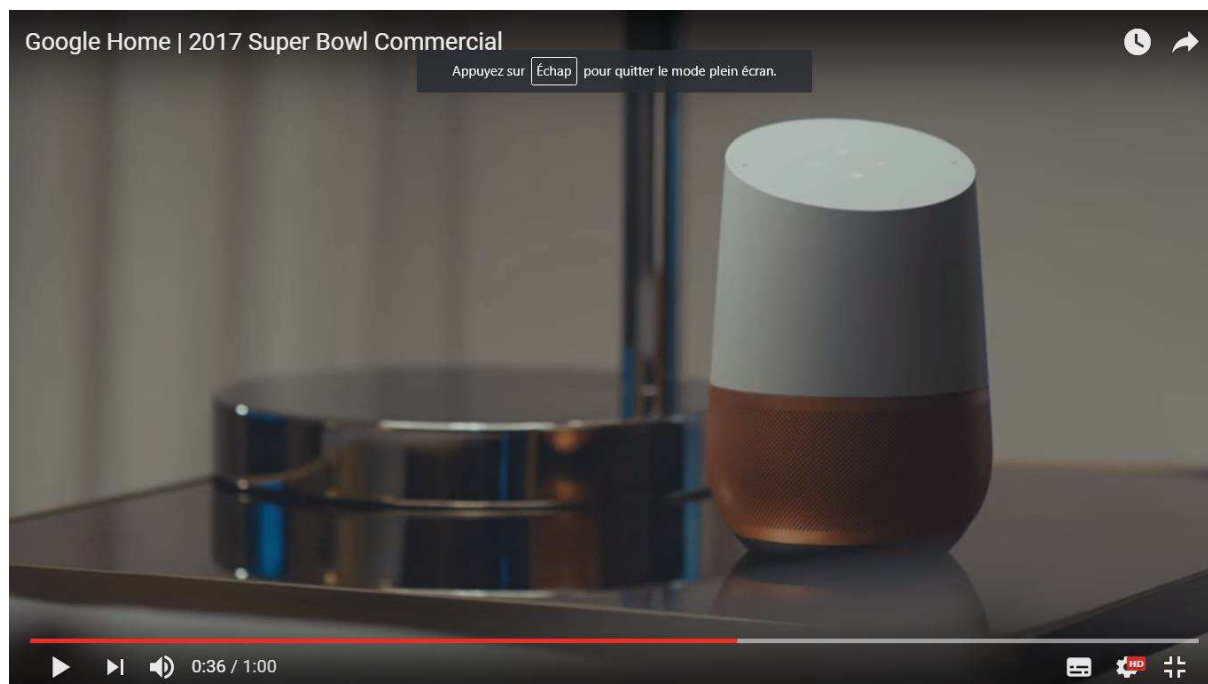 Google Home | 2017 Super Bowl Commercial
Appuyez sur Échap pour quitter le mode plein écran.
0:36 / 1:00
HD